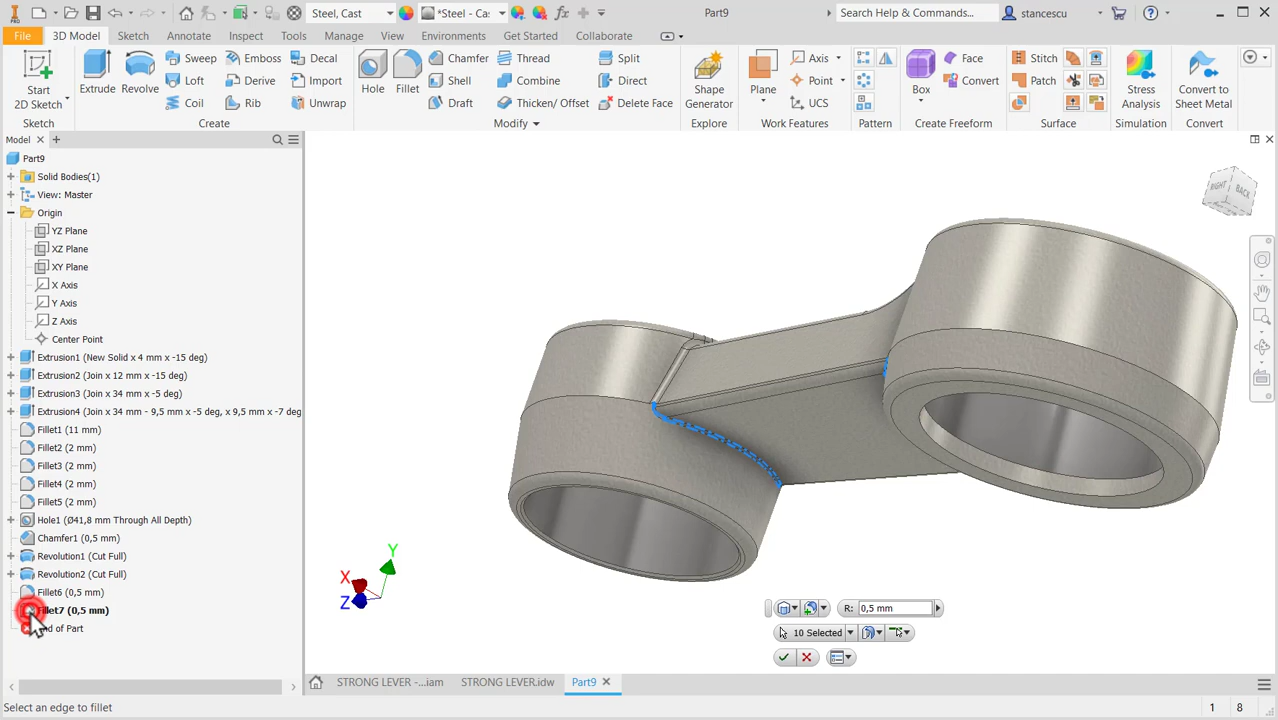 Steel, Cast
*Steel - Cas
Part9
Search Help & Commands...
stancescu
File
3D Model
Sketch
Annotate
Inspect
Tools
Manage
View
Environments
Get Started
Collaborate
Start
2D Sketch
Extrude
Revolve
Sweep
Loft
Coil
Emboss
Derive
Rib
Decal
Import
Unwrap
Hole
Fillet
Chamfer
Shell
Draft
Thread
Combine
Thicken/ Offset
Split
Direct
Delete Face
Shape
Generator
Plane
Axis
Point
UCS
Box
Face
Convert
Stitch
Patch
Stress
Analysis
Convert to
Sheet Metal
Sketch
Create
Modify
Explore
Work Features
Pattern
Create Freeform
Surface
Simulation
Convert
Model
Part9
Solid Bodies(1)
View: Master
Origin
YZ Plane
XZ Plane
XY Plane
X Axis
Y Axis
Z Axis
Center Point
Extrusion1 (New Solid x 4 mm x -15 deg)
Extrusion2 (Join x 12 mm x -15 deg)
Extrusion3 (Join x 34 mm x -5 deg)
Extrusion4 (Join x 34 mm - 9,5 mm x -5 deg, x 9,5 mm x -7 deg
Fillet1 (11 mm)
Fillet2 (2 mm)
Fillet3 (2 mm)
Fillet4 (2 mm)
Fillet5 (2 mm)
Hole1 (Ø41,8 mm Through All Depth)
Chamfer1 (0,5 mm)
Revolution1 (Cut Full)
Revolution2 (Cut Full)
Fillet6 (0,5 mm)
Fillet7 (0,5 mm)
End of Part
RIGHT
BACK
Y
X
Z
R: 0,5 mm
10 Selected
STRONG LEVER -...iam
STRONG LEVER.idw
Part9
Select an edge to fillet
1
8